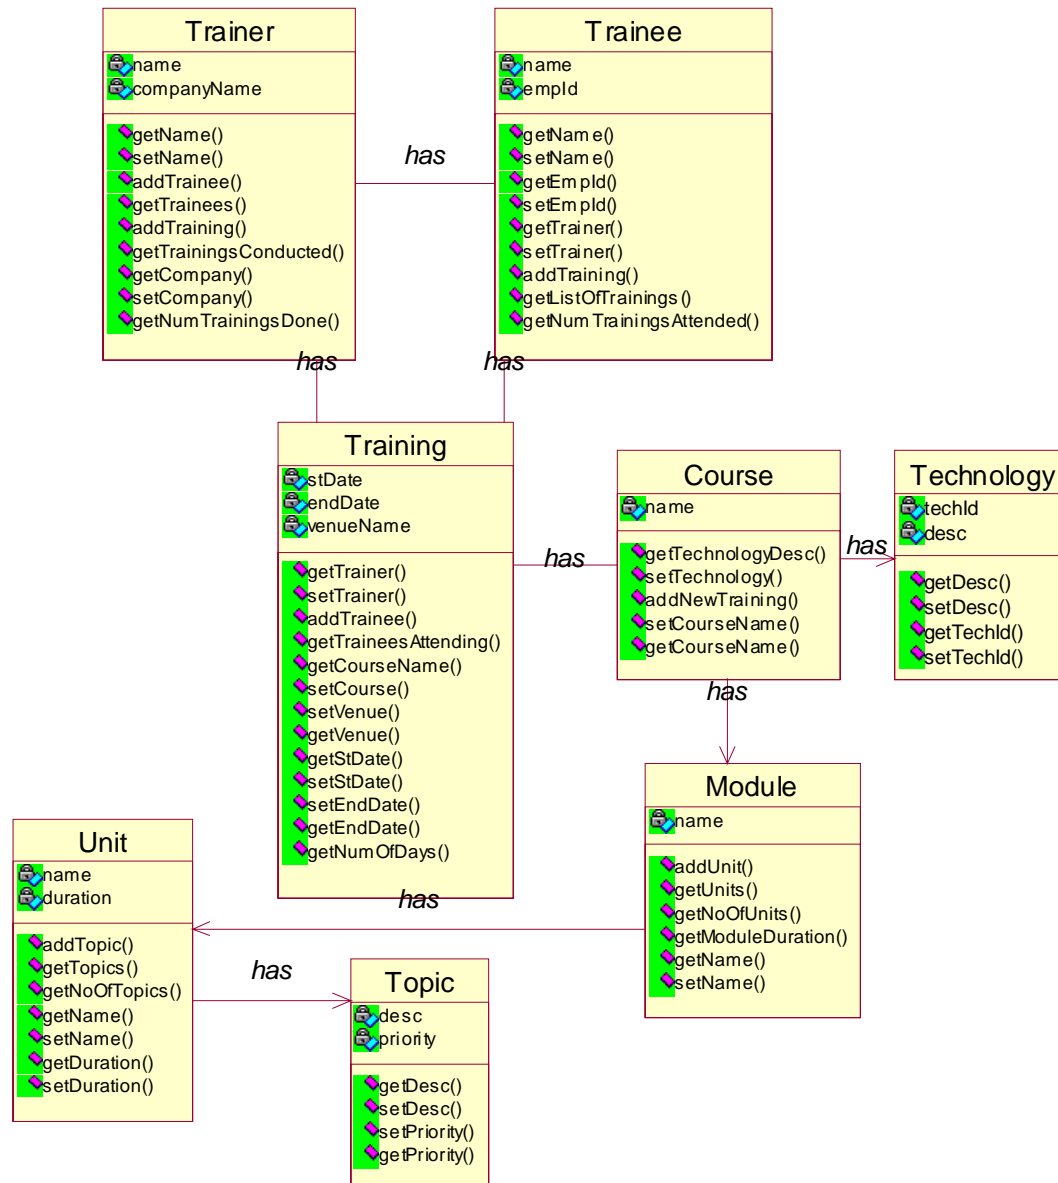 Trainer
name
companyName
getName()
setName()
addTrainee()
getTrainees()
addTraining()
getTrainingsConducted()
getCompany()
setCompany()
getNumTrainingsDone()
has
Trainee
name
empId
getName()
setName()
getEmpId()
setEmpId()
getTrainer()
setTrainer()
addTraining()
getListOfTrainings()
getNumTrainingsAttended()
has
has
Training
stDate
endDate
venueName
getTrainer()
setTrainer()
addTrainee()
getTraineesAttending()
getCourseName()
setCourse()
setVenue()
getVenue()
getStDate()
setStDate()
setEndDate()
getEndDate()
getNumOfDays()
has
Course
name
getTechnologyDesc()
setTechnology()
addNewTraining()
setCourseName()
getCourseName()
has
Technology
techId
desc
getDesc()
setDesc()
getTechId()
setTechId()
has
Module
name
addUnit()
getUnits()
getNoOfUnits()
getModuleDuration()
getName()
setName()
has
Unit
name
duration
addTopic()
getTopics()
getNoOfTopics()
getName()
setName()
getDuration()
setDuration()
has
Topic
desc
priority
getDesc()
setDesc()
setPriority()
getPriority()